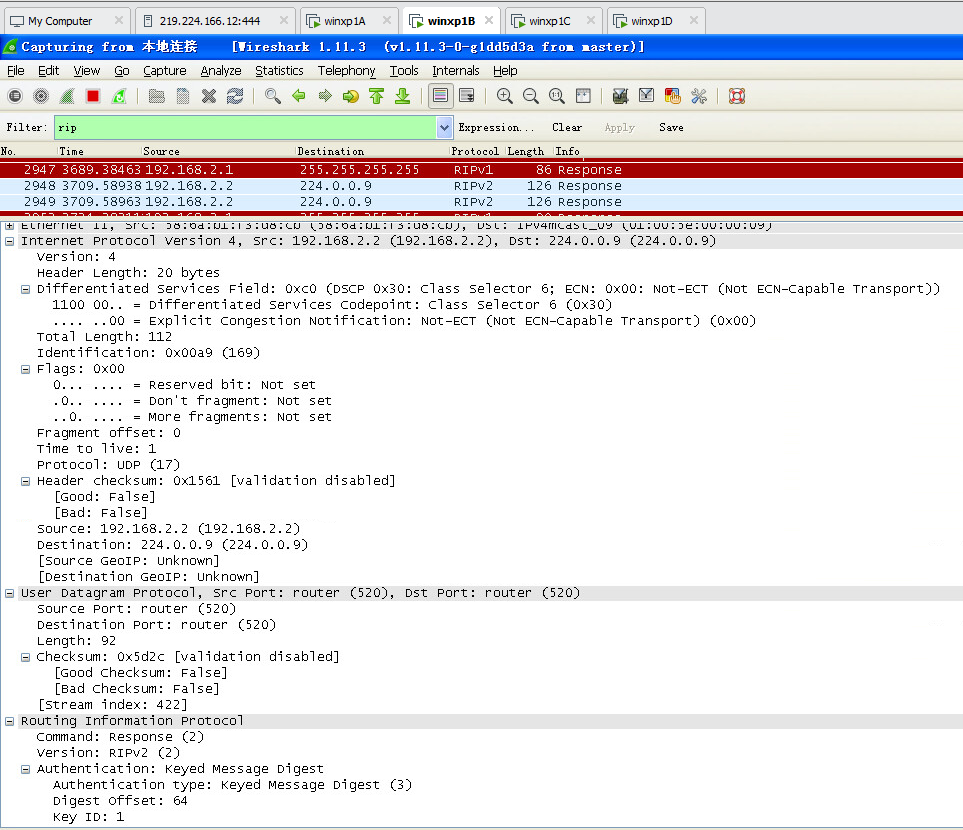 My Computer 219.224.166.12:444 winxp1A winxp1B winxp1C winxp1D
Capturing from 本地连接 [Wireshark 1.11.3 (v1.11.3-0-g1dd5d3a from master)]
File Edit View Go Capture Analyze Statistics Telephony Tools Internals Help
Filter: rip Expression... Clear Apply Save
No. Time Source Destination Protocol Length Info
2947 3689.38463 192.168.2.1 255.255.255.255 RIPv1 86 Response
2948 3709.58938 192.168.2.2 224.0.0.9 RIPv2 126 Response
2949 3709.58963 192.168.2.2 224.0.0.9 RIPv2 126 Response
Ethernet II, Src: 58:6a:b1:f3:d8:cb (58:6a:b1:f3:d8:cb), Dst: IPv4mcast_09 (01:00:5e:00:00:09)
Internet Protocol Version 4, Src: 192.168.2.2 (192.168.2.2), Dst: 224.0.0.9 (224.0.0.9)
Version: 4
Header Length: 20 bytes
Differentiated Services Field: 0xc0 (DSCP 0x30: Class Selector 6; ECN: 0x00: Not-ECT (Not ECN-Capable Transport))
1100 00.. = Differentiated Services Codepoint: Class Selector 6 (0x30)
.... ..00 = Explicit Congestion Notification: Not-ECT (Not ECN-Capable Transport) (0x00)
Total Length: 112
Identification: 0x00a9 (169)
Flags: 0x00
0... .... = Reserved bit: Not set
.0.. .... = Don't fragment: Not set
..0. .... = More fragments: Not set
Fragment offset: 0
Time to live: 1
Protocol: UDP (17)
Header checksum: 0x1561 [validation disabled]
[Good: False]
[Bad: False]
Source: 192.168.2.2 (192.168.2.2)
Destination: 224.0.0.9 (224.0.0.9)
[Source GeoIP: Unknown]
[Destination GeoIP: Unknown]
User Datagram Protocol, Src Port: router (520), Dst Port: router (520)
Source Port: router (520)
Destination Port: router (520)
Length: 92
Checksum: 0x5d2c [validation disabled]
[Good Checksum: False]
[Bad Checksum: False]
[Stream index: 422]
Routing Information Protocol
Command: Response (2)
Version: RIPv2 (2)
Authentication: Keyed Message Digest
Authentication type: Keyed Message Digest (3)
Digest Offset: 64
Key ID: 1